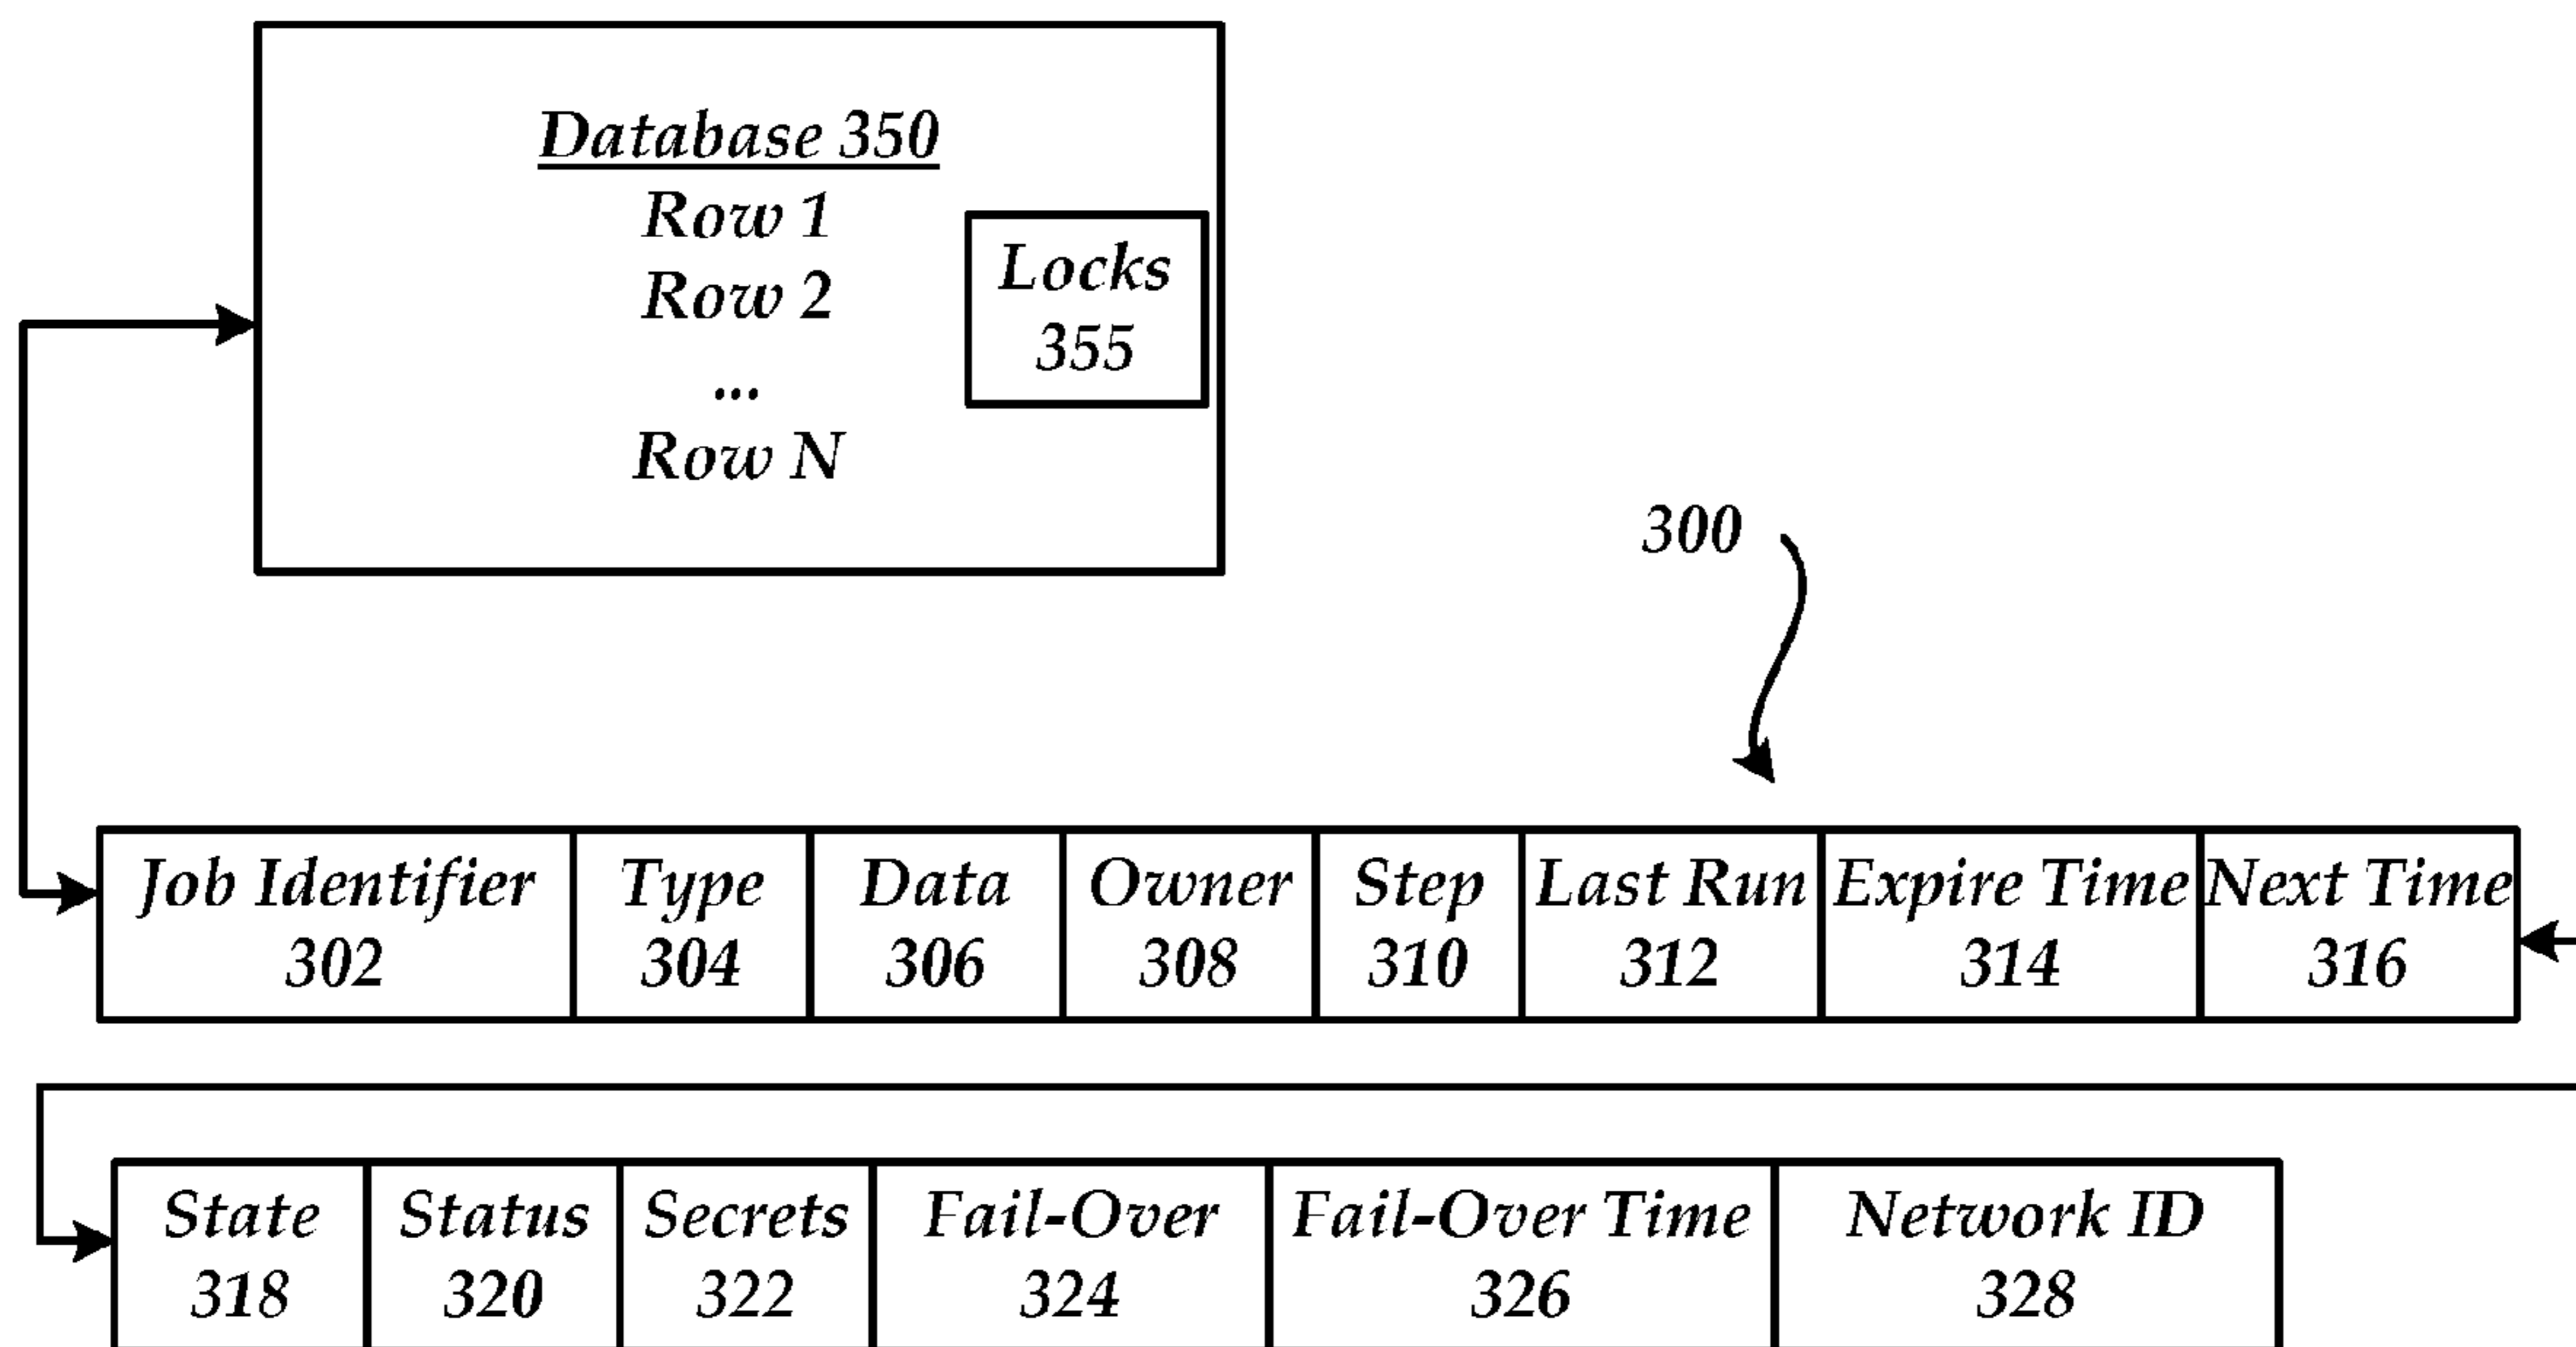 Database 350
Row 1
Row 2
...
Row N
Locks
355
300
Job Identifier
302
Type
304
Data
306
Owner
308
Step
310
Last Run
312
Expire Time
314
Next Time
316
State
318
Status
320
Secrets
322
Fail-Over
324
Fail-Over Time
326
Network ID
328